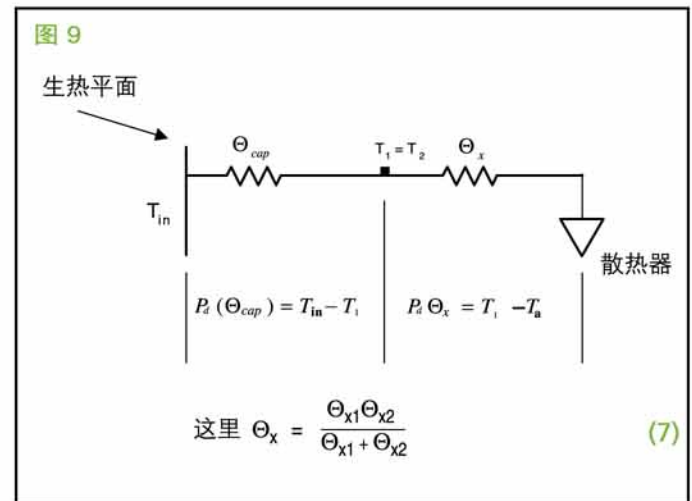 图 9
生热平面
Θcap
T1 = T2
Θx
Tin
散热器
Pd (Θcap) = Tin − T1
Pd Θx = T1 − Ta
这里 Θx = Θx1Θx2 / Θx1 + Θx2
(7)